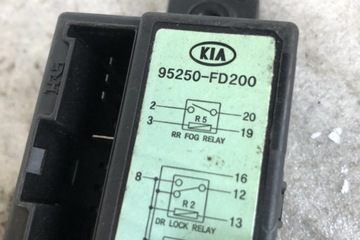 KIA
95250-FD200
2 20
R5
3 19
RR FOG RELAY
8 16
12
R2
13
DR LOCK RELAY